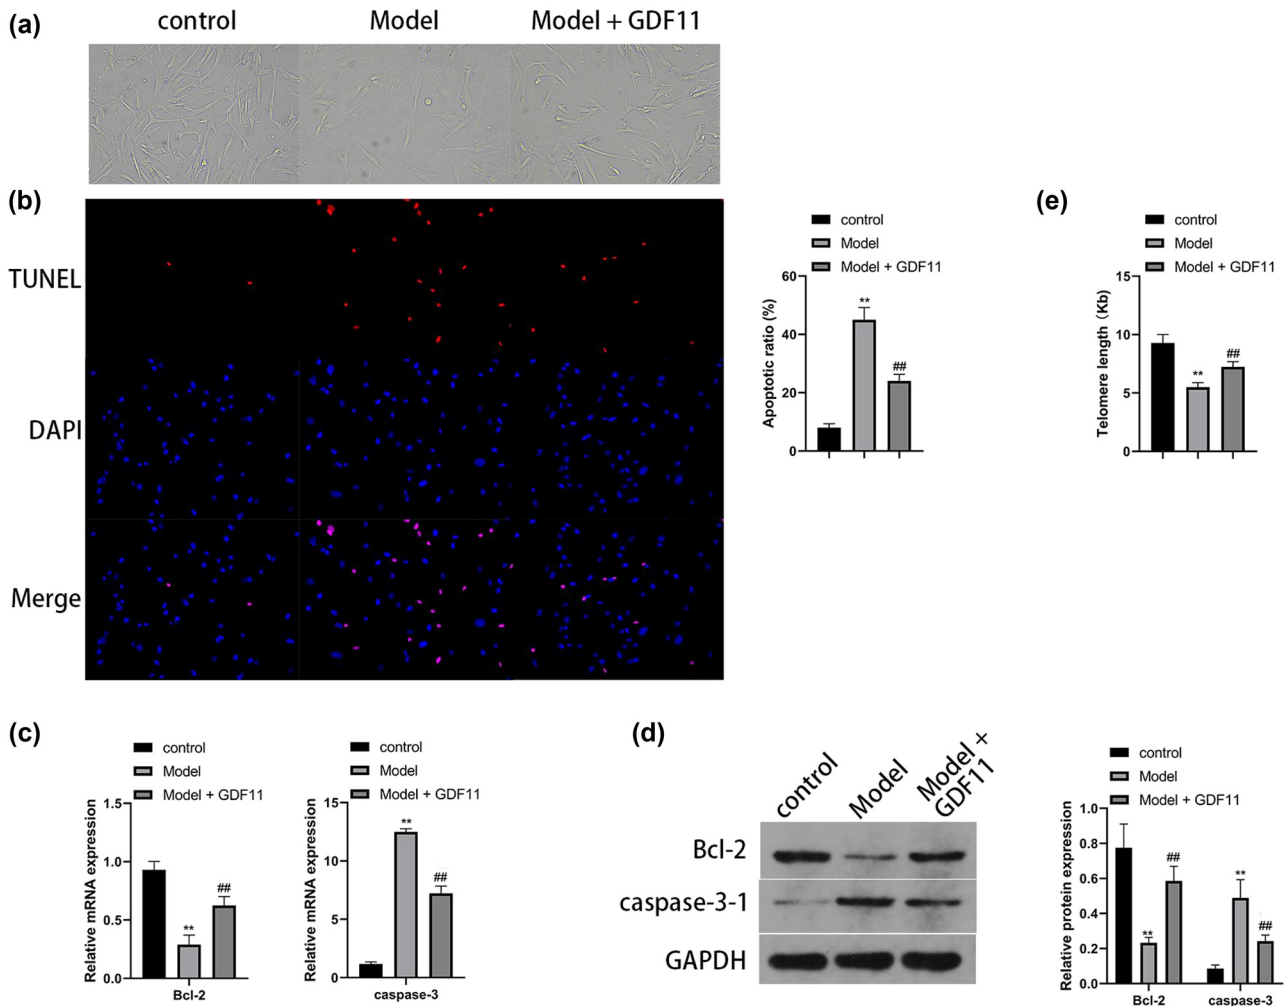 (a)
control
Model
Model + GDF11
(b)
TUNEL
DAPI
Merge
control
Model
Model + GDF11
60
40
20
0
Apoptotic ratio (%)
**
##
(e)
control
Model
Model + GDF11
15
10
5
0
Telomere length (Kb)
**
##
(c)
control
Model
Model + GDF11
1.5
1.0
0.5
0.0
Relative mRNA expression
**
##
Bcl-2
control
Model
Model + GDF11
15
10
5
0
Relative mRNA expression
**
##
caspase-3
(d)
control
Model
Model +
GDF11
Bcl-2
caspase-3-1
GAPDH
control
Model
Model + GDF11
1.0
0.8
0.6
0.4
0.2
0.0
Relative protein expression
**
##
**
##
Bcl-2
caspase-3